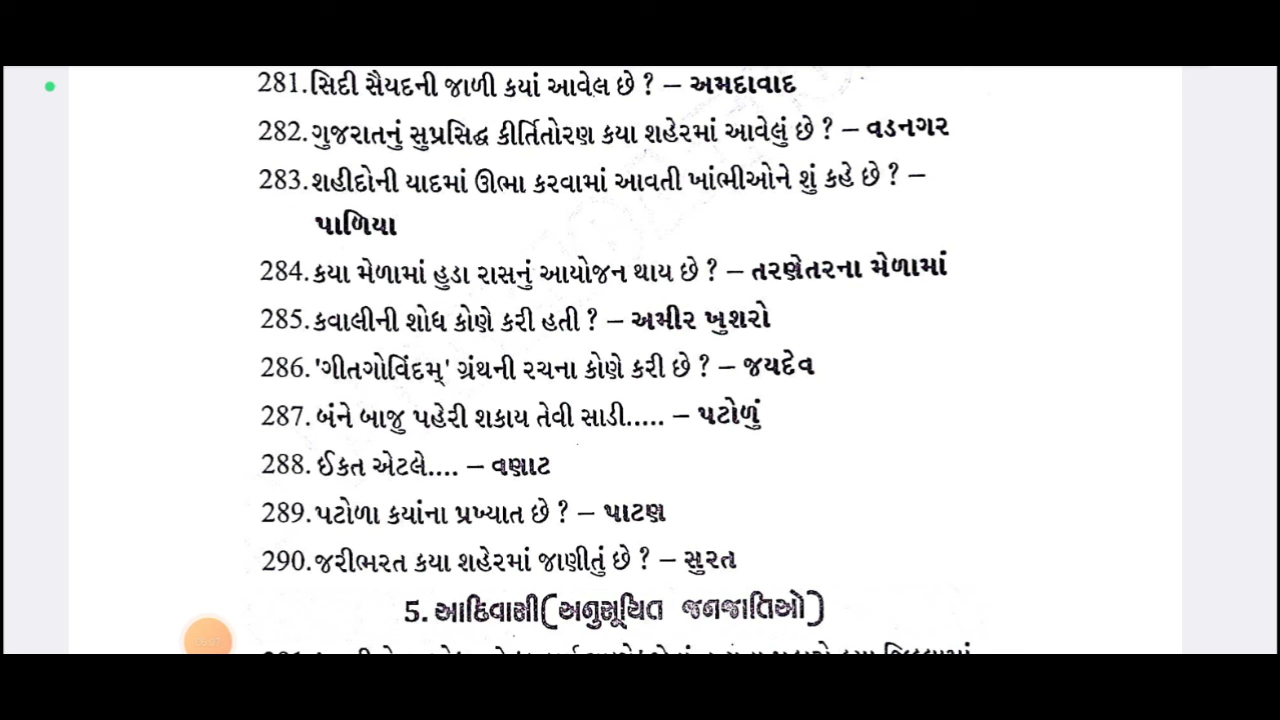 281.સિદી સૈયદની જાળી કયાં આવેલ છે ? – અમદાવાદ
282.ગુજરાતનું સુપ્રસિદ્ધ કીર્તિતોરણ કયા શહેરમાં આવેલું છે ? – વડનગર
283.શહીદોની યાદમાં ઊભા કરવામાં આવતી ખાંભીઓને શું કહે છે ? –
પાળિયા
284.કયા મેળામાં હુડા રાસનું આયોજન થાય છે ? – તરણેતરના મેળામાં
285.કવાલીની શોધ કોણે કરી હતી ? – અમીર ખુશરો
286.'ગીતગોવિંદમ્' ગ્રંથની રચના કોણે કરી છે ? – જયદેવ
287.બંને બાજુ પહેરી શકાય તેવી સાડી..... – પટોળું
288.ઈકત એટલે.... – વણાટ
289.પટોળા કયાંના પ્રખ્યાત છે ? – પાટણ
290.જરીભરત કયા શહેરમાં જાણીતું છે ? – સુરત
5. આદિવાસી(અનુસૂચિત જનજાતિઓ)